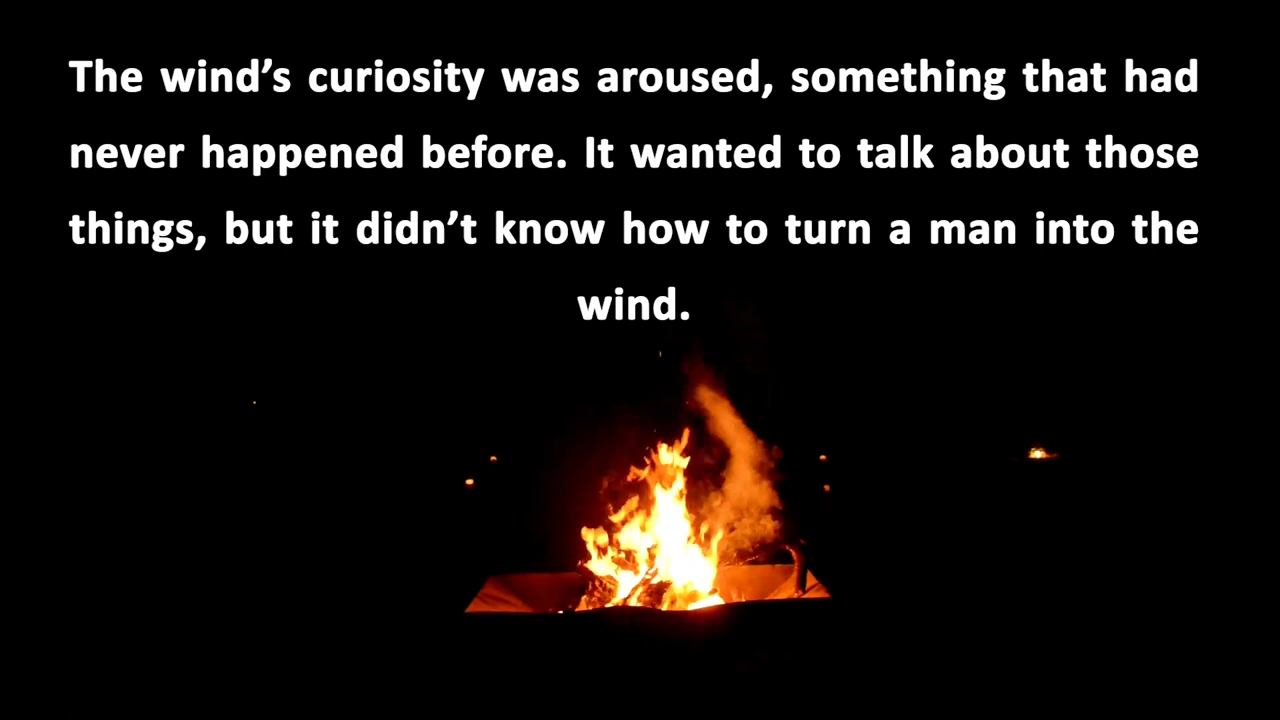 The wind’s curiosity was aroused, something that had
never happened before. It wanted to talk about those
things, but it didn’t know how to turn a man into the
wind.